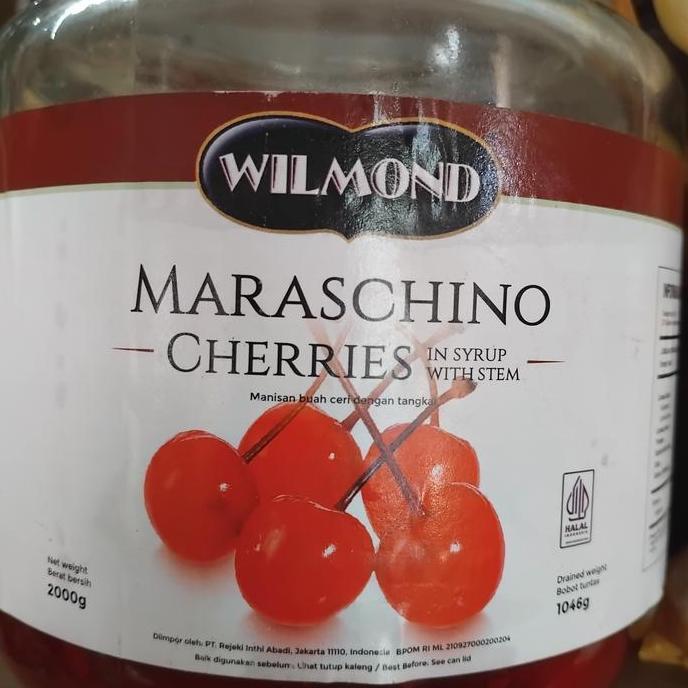 WILMOND
MARASCHINO
CHERRIES IN SYRUP
WITH STEM
Manisan buah ceri dengan tangkai
HALAL
INDONESIA
Net weight
Berat bersih
2000g
Drained weight
Bobot tuntas
1046g
Diimpor oleh: PT. Rejeki Inthi Abadi, Jakarta 11110, Indonesia BPOM RI ML 210927000200204
Baik digunakan sebelum: Lihat tutup kaleng / Best Before: See can lid